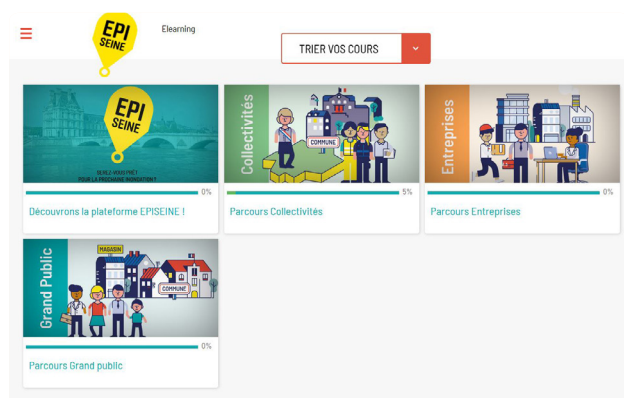 EPI
SEINE
Elearning
TRIER VOS COURS
EPI
SEINE
SEREZ-VOUS PRÊT
POUR LA PROCHAINE INONDATION ?
0%
Découvrons la plateforme EPISEINE !
Collectivités
COMMUNE
5%
Parcours Collectivités
Entreprises
0%
Parcours Entreprises
Grand Public
MAGASIN
COMMUNE
0%
Parcours Grand public